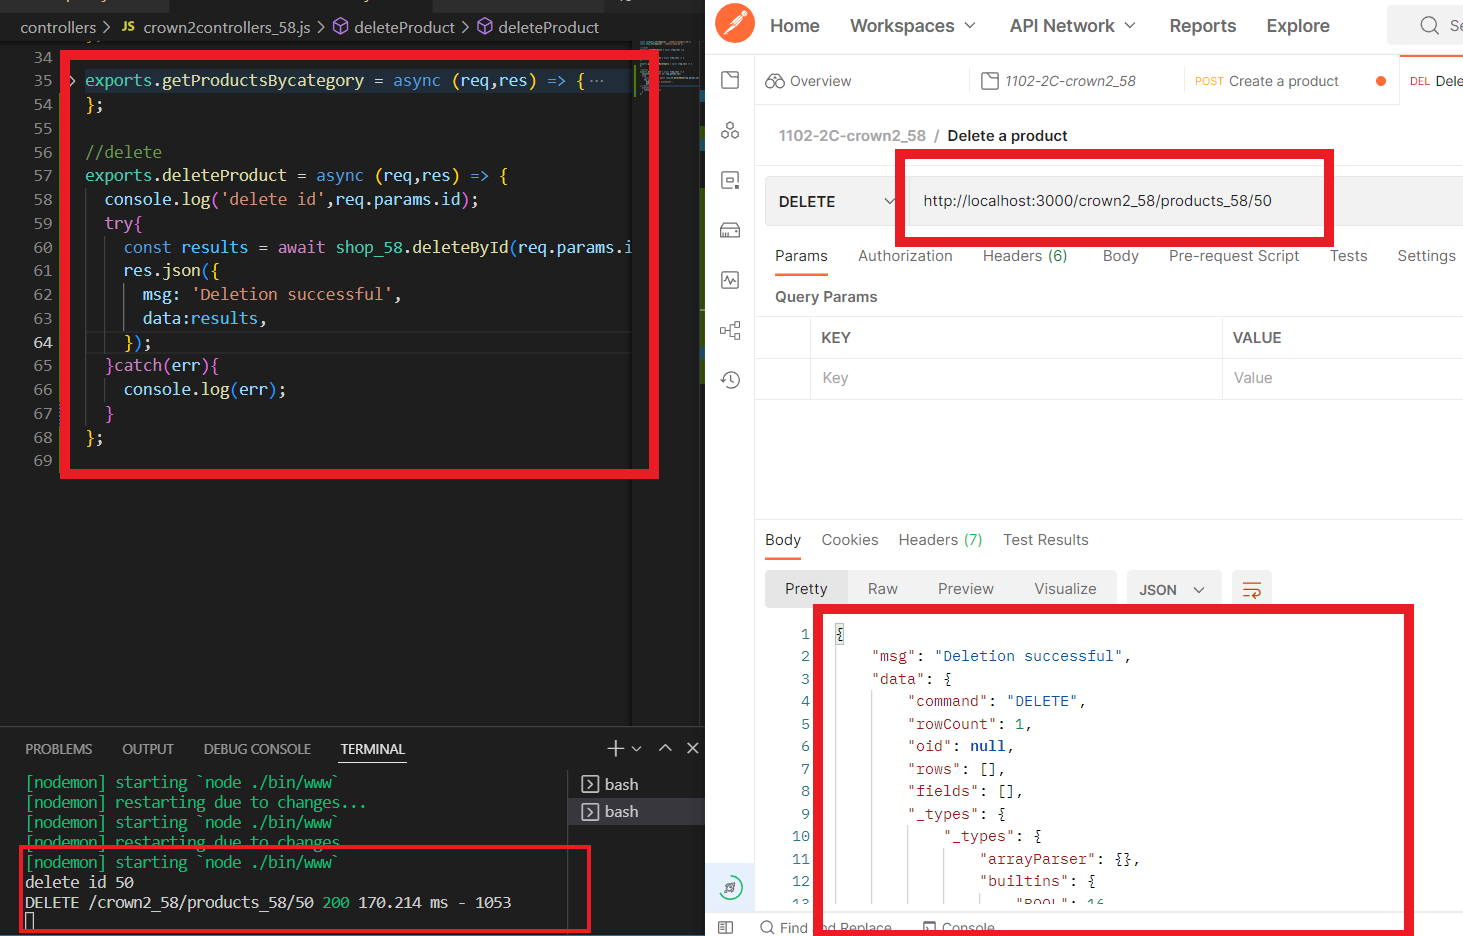 controllers > JS crown2controllers_58.js > deleteProduct > deleteProduct
34
35 > exports.getProductsBycategory = async (req,res) => { ···
54 };
55
56 //delete
57 exports.deleteProduct = async (req,res) => {
58 console.log('delete id',req.params.id);
59 try{
60 const results = await shop_58.deleteById(req.params.i
61 res.json({
62 msg: 'Deletion successful',
63 data:results,
64 });
65 }catch(err){
66 console.log(err);
67 }
68 };
69
PROBLEMS OUTPUT DEBUG CONSOLE TERMINAL
[nodemon] starting `node ./bin/www`
[nodemon] restarting due to changes...
[nodemon] starting `node ./bin/www`
[nodemon] restarting due to changes
[nodemon] starting `node ./bin/www`
delete id 50
DELETE /crown2_58/products_58/50 200 170.214 ms - 1053
bash
bash
Home Workspaces API Network Reports Explore Se
Overview 1102-2C-crown2_58 POST Create a product DEL Dele
1102-2C-crown2_58 / Delete a product
DELETE http://localhost:3000/crown2_58/products_58/50
Params Authorization Headers (6) Body Pre-request Script Tests Settings
Query Params
KEY VALUE
Key Value
Body Cookies Headers (7) Test Results
Pretty Raw Preview Visualize JSON
1 {
2 "msg": "Deletion successful",
3 "data": {
4 "command": "DELETE",
5 "rowCount": 1,
6 "oid": null,
7 "rows": [],
8 "fields": [],
9 "_types": {
10 "_types": {
11 "arrayParser": {},
12 "builtins": {
13 "BOOL": 16
Find and Replace Console